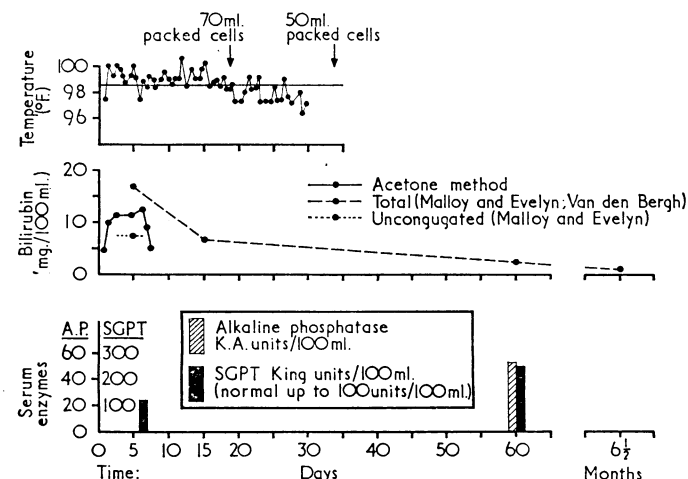 70ml.
packed cells
50ml.
packed cells
Temperature
(°F.)
100
98
96
Bilirubin
mg./100ml.
20
10
0
Acetone method
Total (Malloy and Evelyn; Van den Bergh)
Uncongugated (Malloy and Evelyn)
Serum
enzymes
A.P. SGPT
60 300
40 200
20 100
0
Alkaline phosphatase
K.A. units/100ml.
SGPT King units/100ml.
(normal up to 100units/100ml.)
0 5 10 15 20 30 40 50 60 6½
Time: Days Months